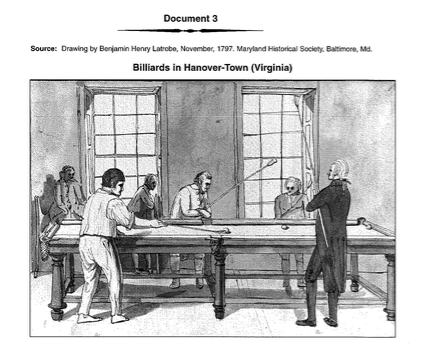 Document 3
Source: Drawing by Benjamin Henry Latrobe, November, 1797. Maryland Historical Society, Baltimore, Md.
Billiards in Hanover-Town (Virginia)